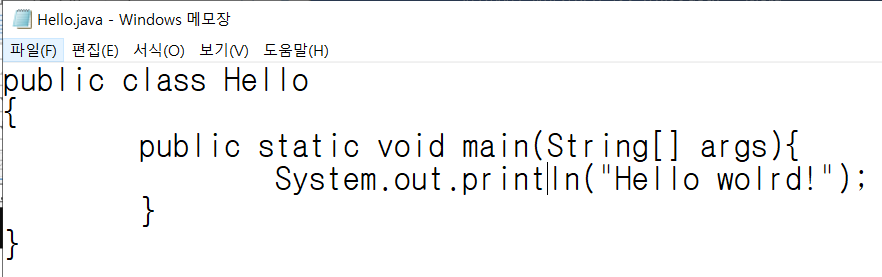 Hello.java - Windows 메모장
파일(F) 편집(E) 서식(O) 보기(V) 도움말(H)
public class Hello
{
public static void main(String[] args){
System.out.println("Hello wolrd!");
}
}